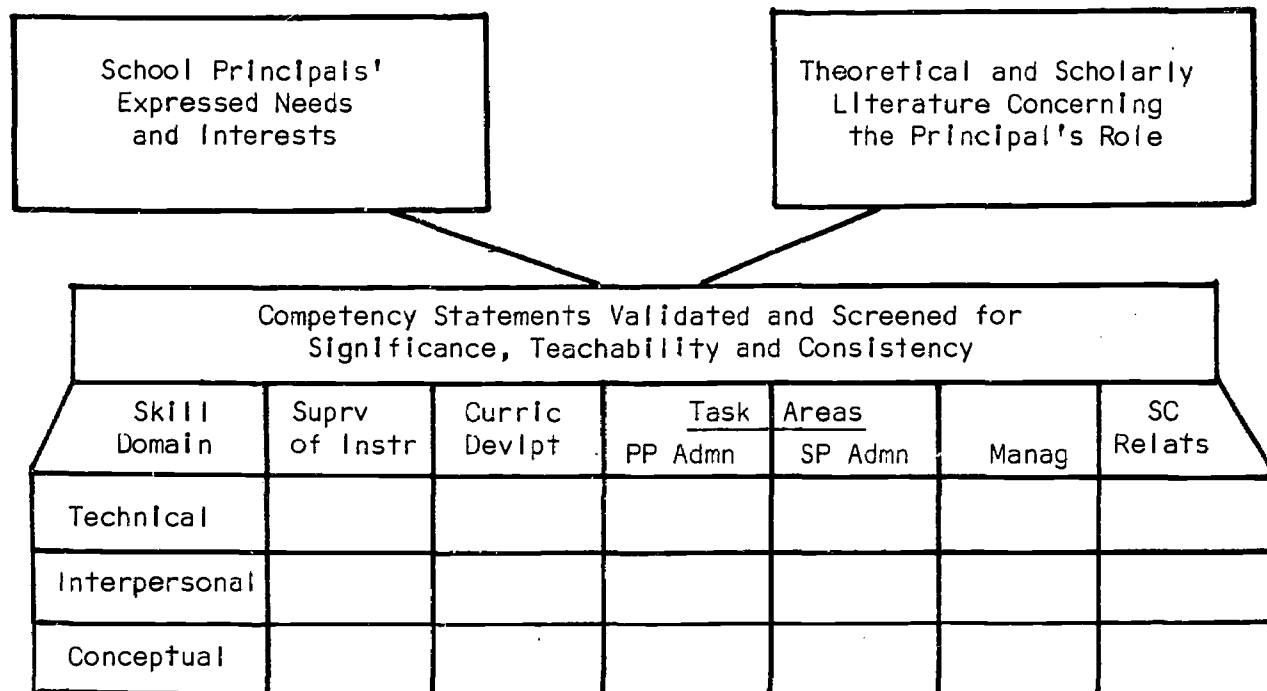 School Principals'
Expressed Needs
and Interests
Theoretical and Scholarly
Literature Concerning
the Principal's Role
Competency Statements Validated and Screened for
Significance, Teachability and Consistency
Skill
Domain
Suprv
of Instr
Curric
Devlpt
Task Areas
PP Admn
SP Admn
Manag
SC
Relats
Technical
Interpersonal
Conceptual